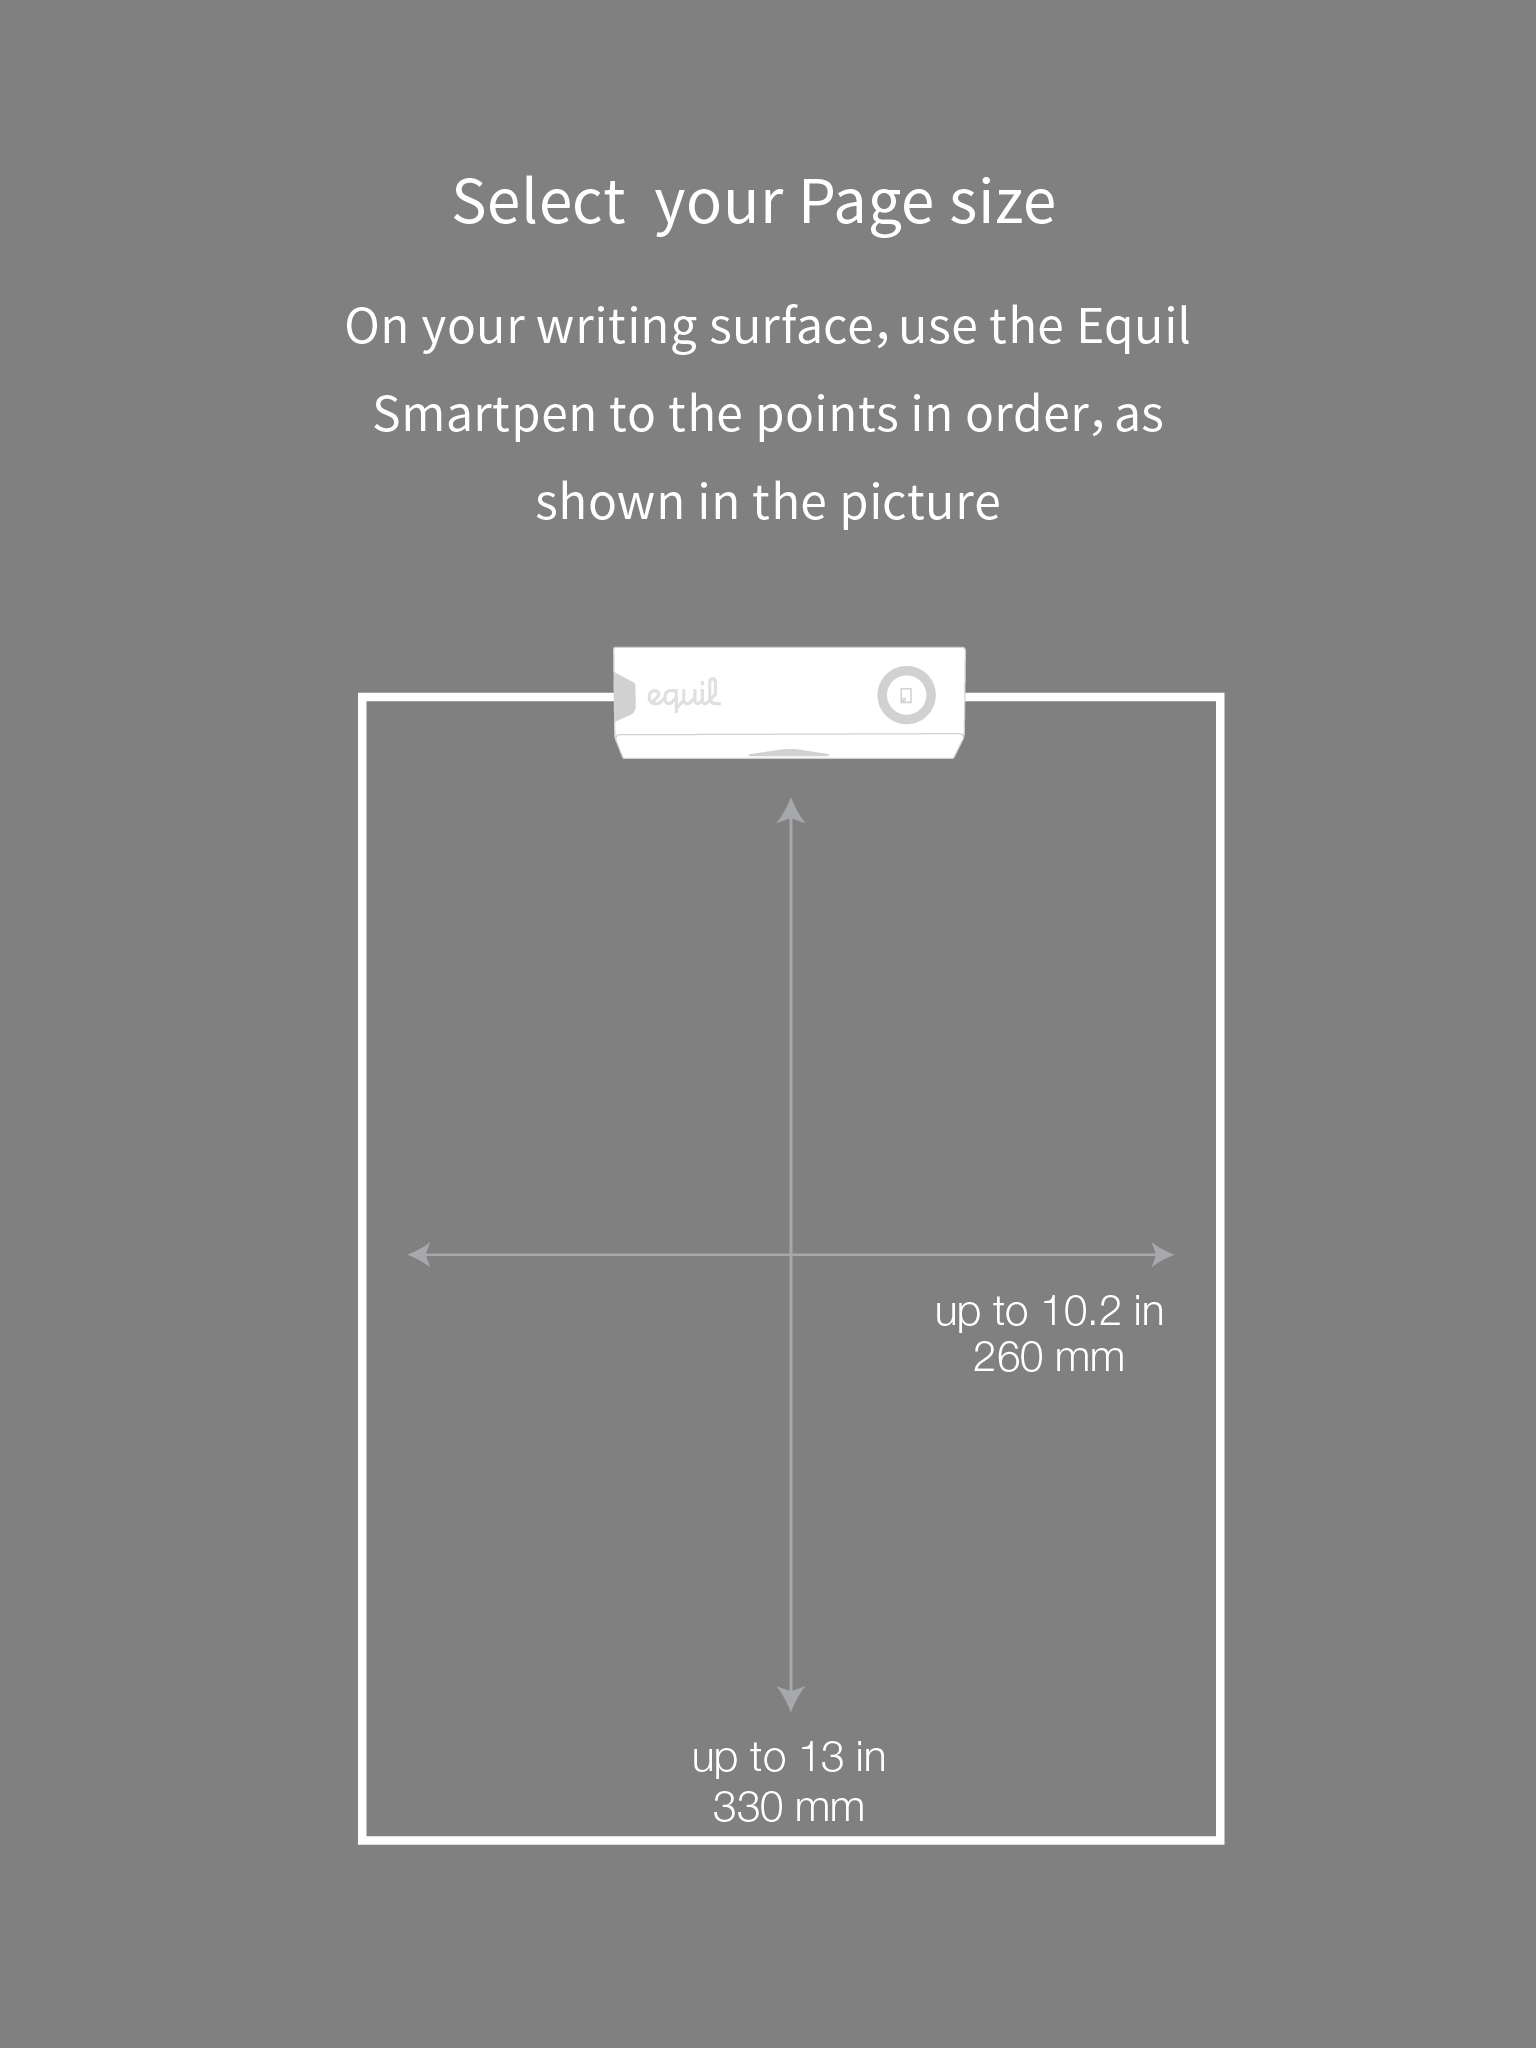 Select  your Page size
On your writing surface, use the Equil
Smartpen to the points in order, as
shown in the picture
equil
up to 10.2 in
260 mm
up to 13 in
330 mm